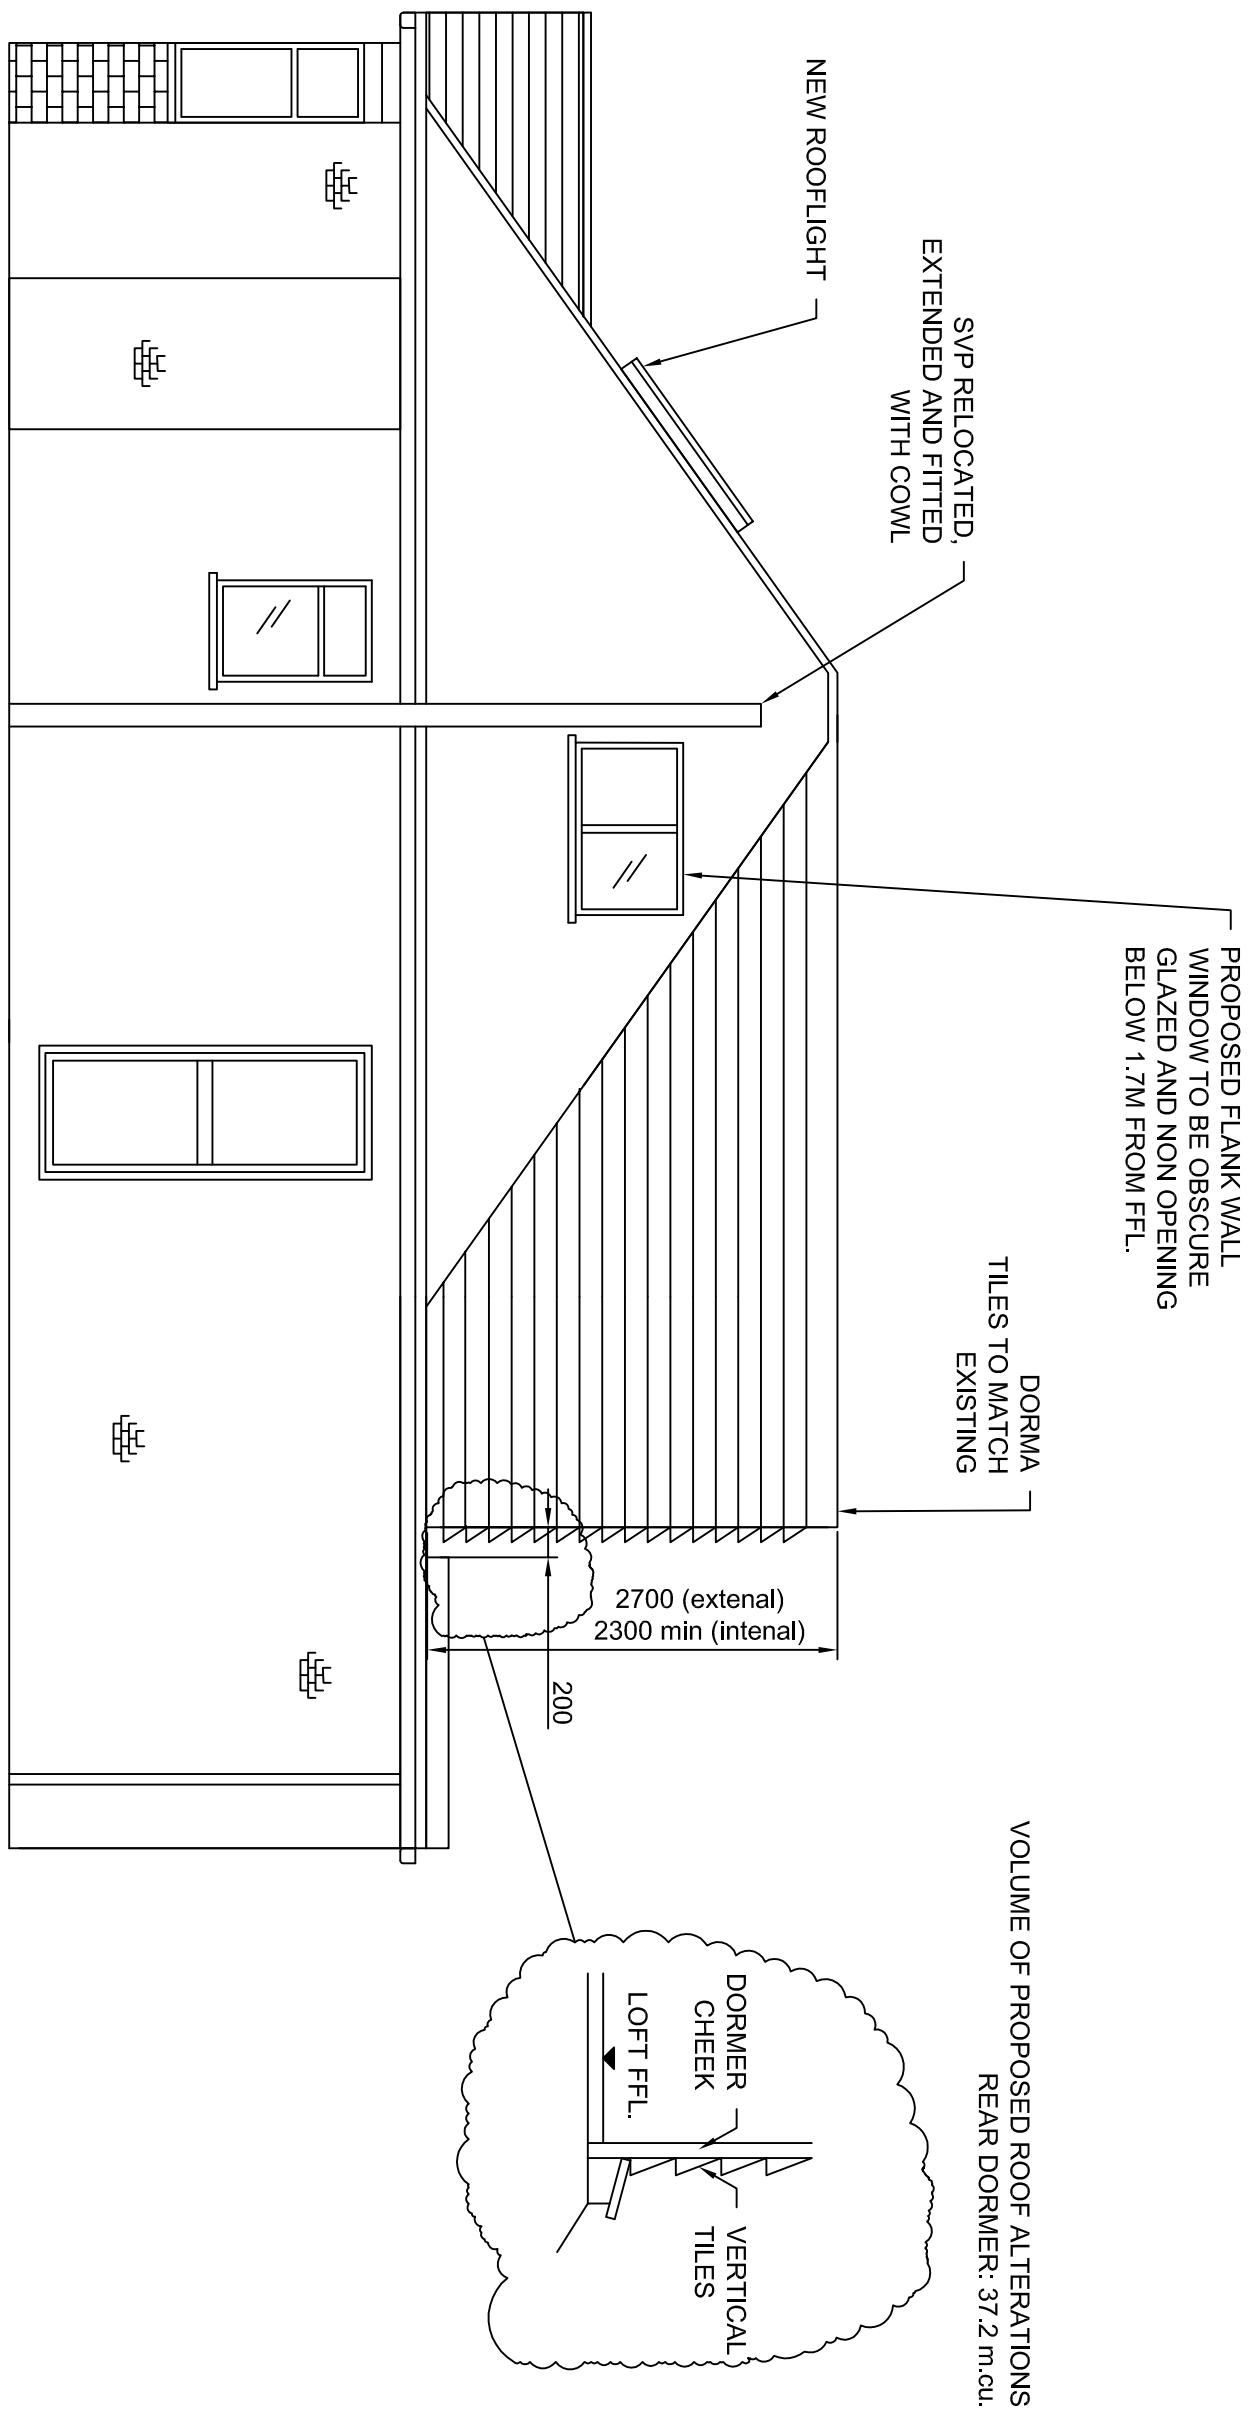 NEW ROOFLIGHT
SVP RELOCATED,
EXTENDED AND FITTED
WITH COWL
PROPOSED FLANK WALL
WINDOW TO BE OBSCURE
GLAZED AND NON OPENING
BELOW 1.7M FROM FFL.
DORMA
TILES TO MATCH
EXISTING
2700 (extenal)
2300 min (intenal)
200
VOLUME OF PROPOSED ROOF ALTERATIONS
REAR DORMER: 37.2 m.cu.
DORMER
CHEEK
LOFT FFL.
VERTICAL
TILES